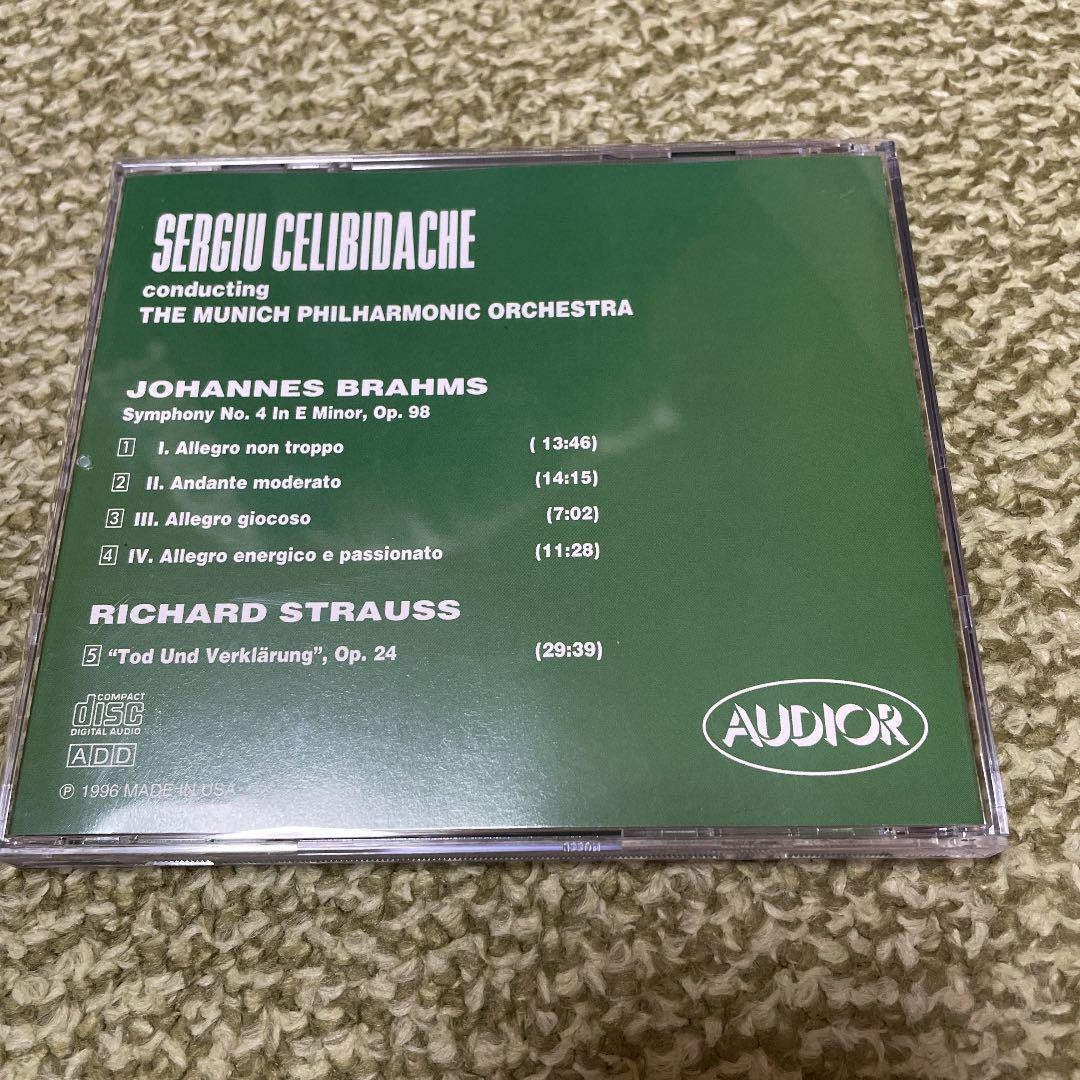 SERGIU CELIBIDACHE
conducting
THE MUNICH PHILHARMONIC ORCHESTRA
JOHANNES BRAHMS
Symphony No. 4 In E Minor, Op. 98
1 I. Allegro non troppo ( 13:46)
2 II. Andante moderato (14:15)
3 III. Allegro giocoso (7:02)
4 IV. Allegro energico e passionato (11:28)
RICHARD STRAUSS
5 “Tod Und Verklärung”, Op. 24 (29:39)
COMPACT
disc
DIGITAL AUDIO
ADD
AUDIOR
℗ 1996 MADE IN USA